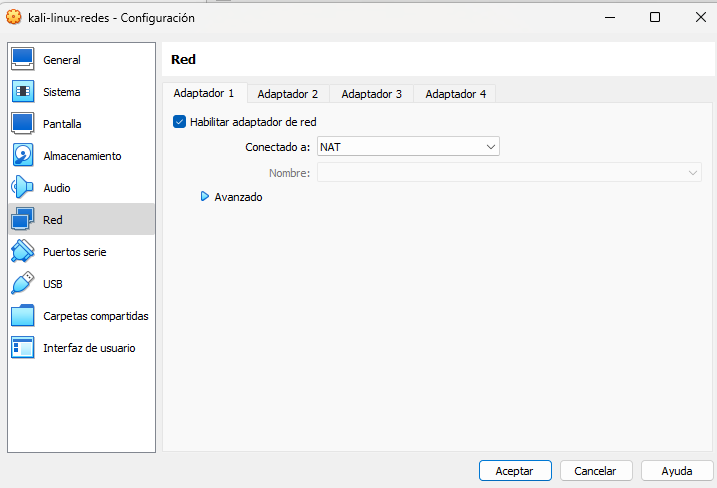 kali-linux-redes - Configuración
General
Sistema
Pantalla
Almacenamiento
Audio
Red
Puertos serie
USB
Carpetas compartidas
Interfaz de usuario
Red
Adaptador 1 Adaptador 2 Adaptador 3 Adaptador 4
Habilitar adaptador de red
Conectado a: NAT
Nombre:
Avanzado
Aceptar Cancelar Ayuda